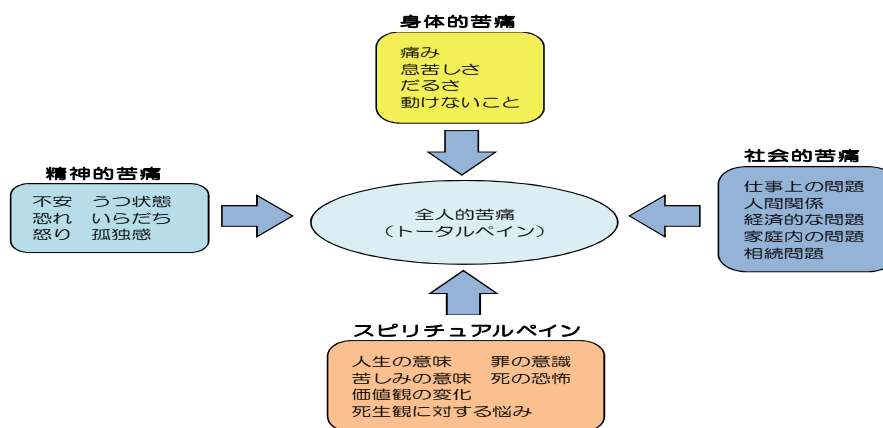 身体的苦痛
痛み
息苦しさ
だるさ
動けないこと
精神的苦痛
不安　うつ状態
恐れ　いらだち
怒り　孤独感
全人的苦痛
（トータルペイン）
社会的苦痛
仕事上の問題
人間関係
経済的な問題
家庭内の問題
相続問題
スピリチュアルペイン
人生の意味　罪の意識
苦しみの意味　死の恐怖
価値観の変化
死生観に対する悩み